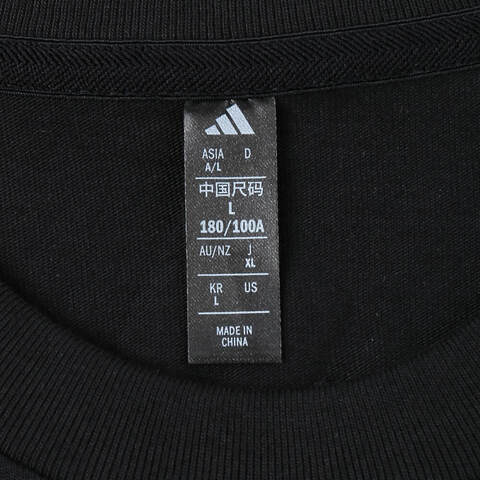 ASIA D
A/L
中国尺码
L
180/100A
AU/NZ J
XL
KR US
L
MADE IN
CHINA